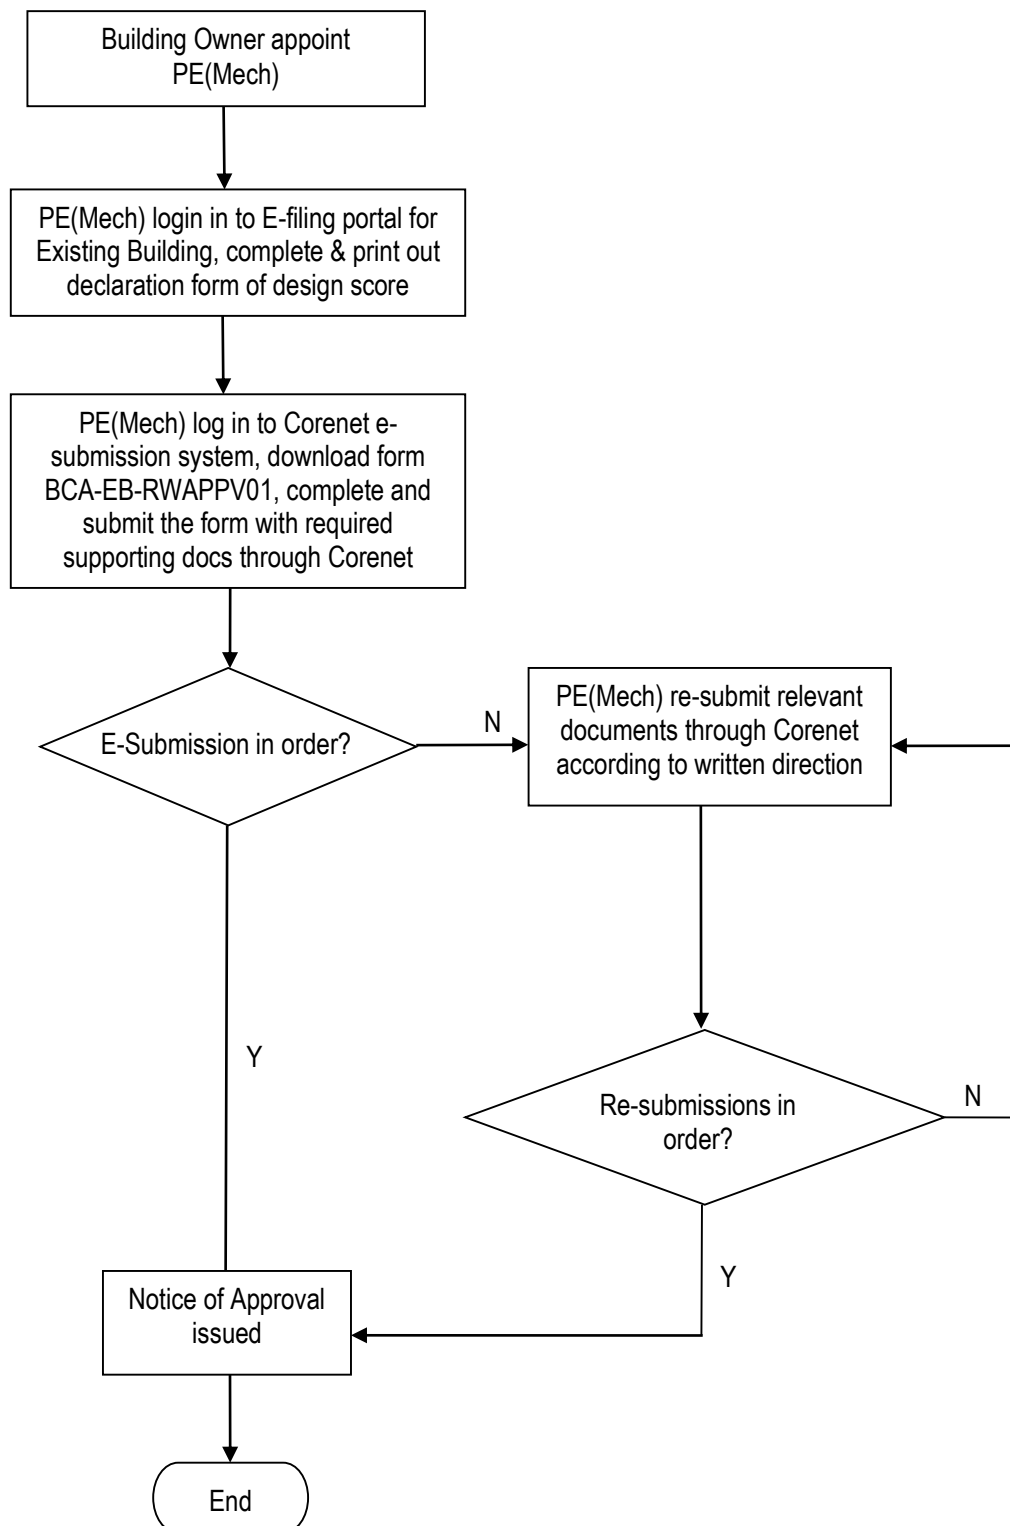 Building Owner appoint
PE(Mech)
PE(Mech) login in to E-filing portal for
Existing Building, complete & print out
declaration form of design score
PE(Mech) log in to Corenet e-
submission system, download form
BCA-EB-RWAPPV01, complete and
submit the form with required
supporting docs through Corenet
E-Submission in order?
N
PE(Mech) re-submit relevant
documents through Corenet
according to written direction
Y
Re-submissions in
order?
N
Y
Notice of Approval
issued
End